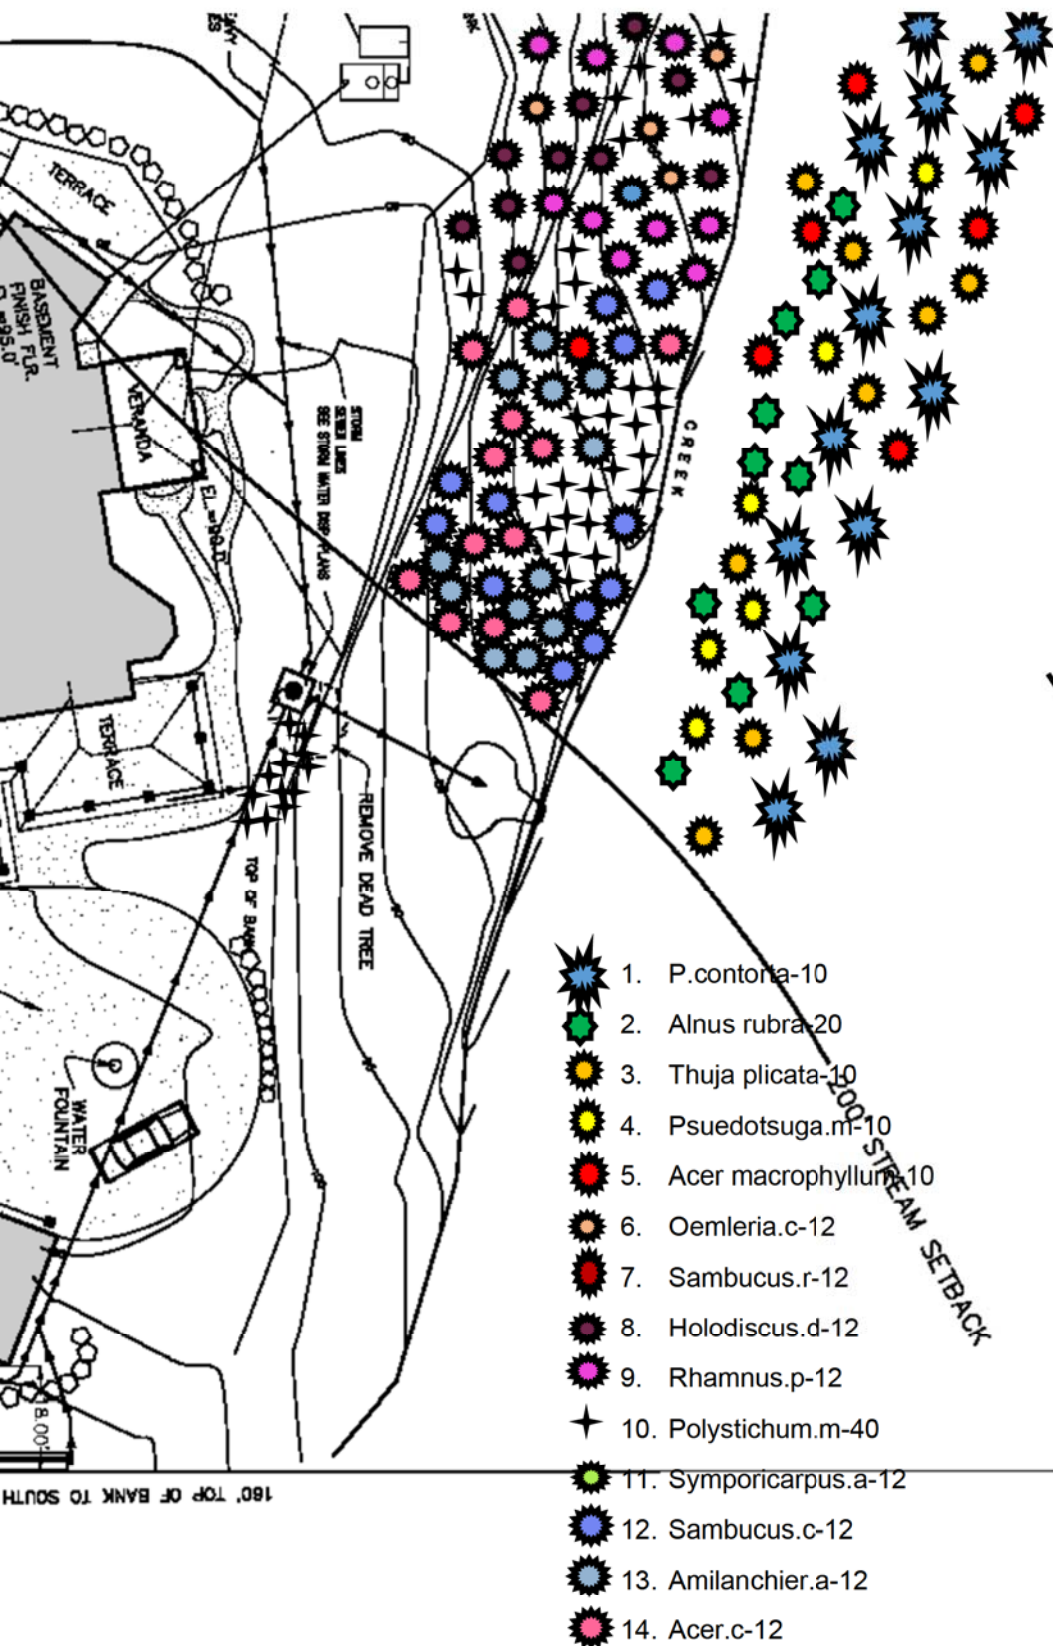 TERRACE
BASEMENT
FINISH FLR.
=95.0'
VERANDA
STORM
SEWER LINES
SEE STORM WATER DISP. PLANS
CREEK
TERRACE
REMOVE DEAD TREE
TOP OF BANK
WATER
FOUNTAIN
18.00'
200' STREAM SETBACK
160' TOP OF BANK TO SOUTH
1. P.contorta-10
2. Alnus rubra-20
3. Thuja plicata-10
4. Psuedotsuga.m-10
5. Acer macrophyllum-10
6. Oemleria.c-12
7. Sambucus.r-12
8. Holodiscus.d-12
9. Rhamnus.p-12
10. Polystichum.m-40
11. Symporicarpus.a-12
12. Sambucus.c-12
13. Amilanchier.a-12
14. Acer.c-12